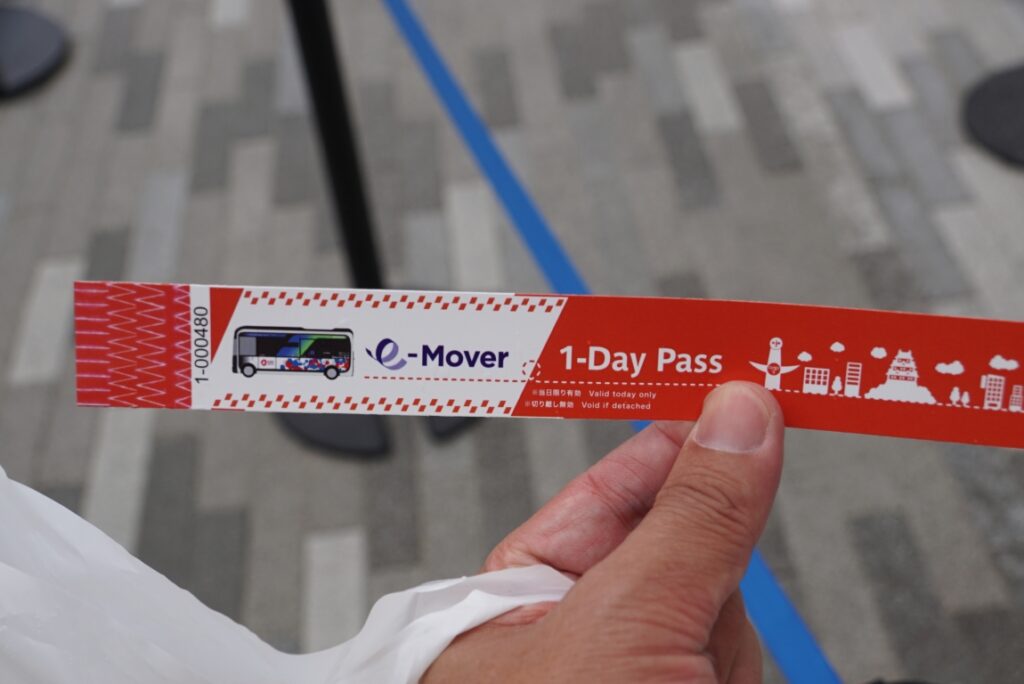 1-000480
e-Mover
1-Day Pass
※当日限り有効 Valid today only
※切り離し無効 Void if detached